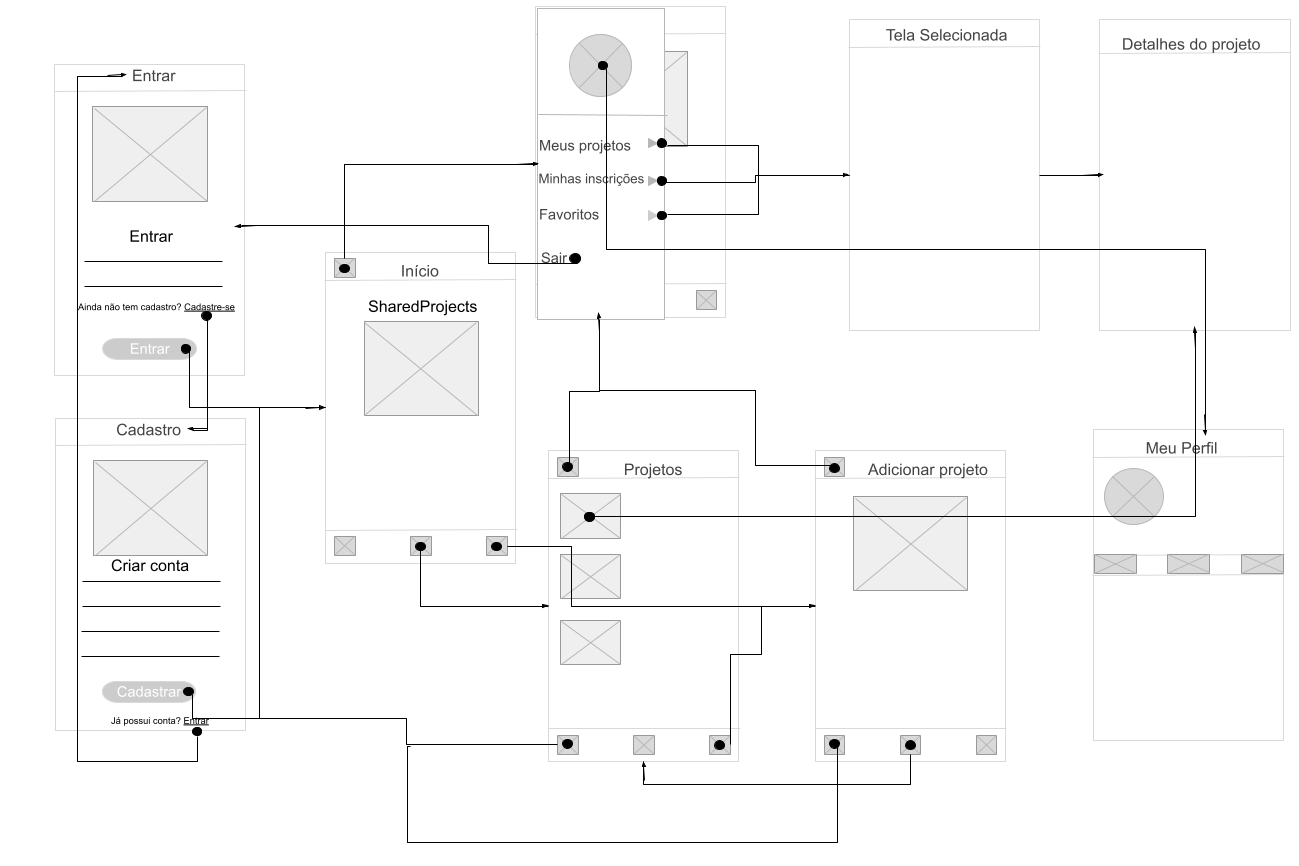 Entrar
Entrar
Ainda não tem cadastro? Cadastre-se
Entrar
Cadastro
Criar conta
Cadastrar
Já possui conta? Entrar
Início
SharedProjects
Meus projetos
Minhas inscrições
Favoritos
Sair
Tela Selecionada
Detalhes do projeto
Projetos
Adicionar projeto
Meu Perfil